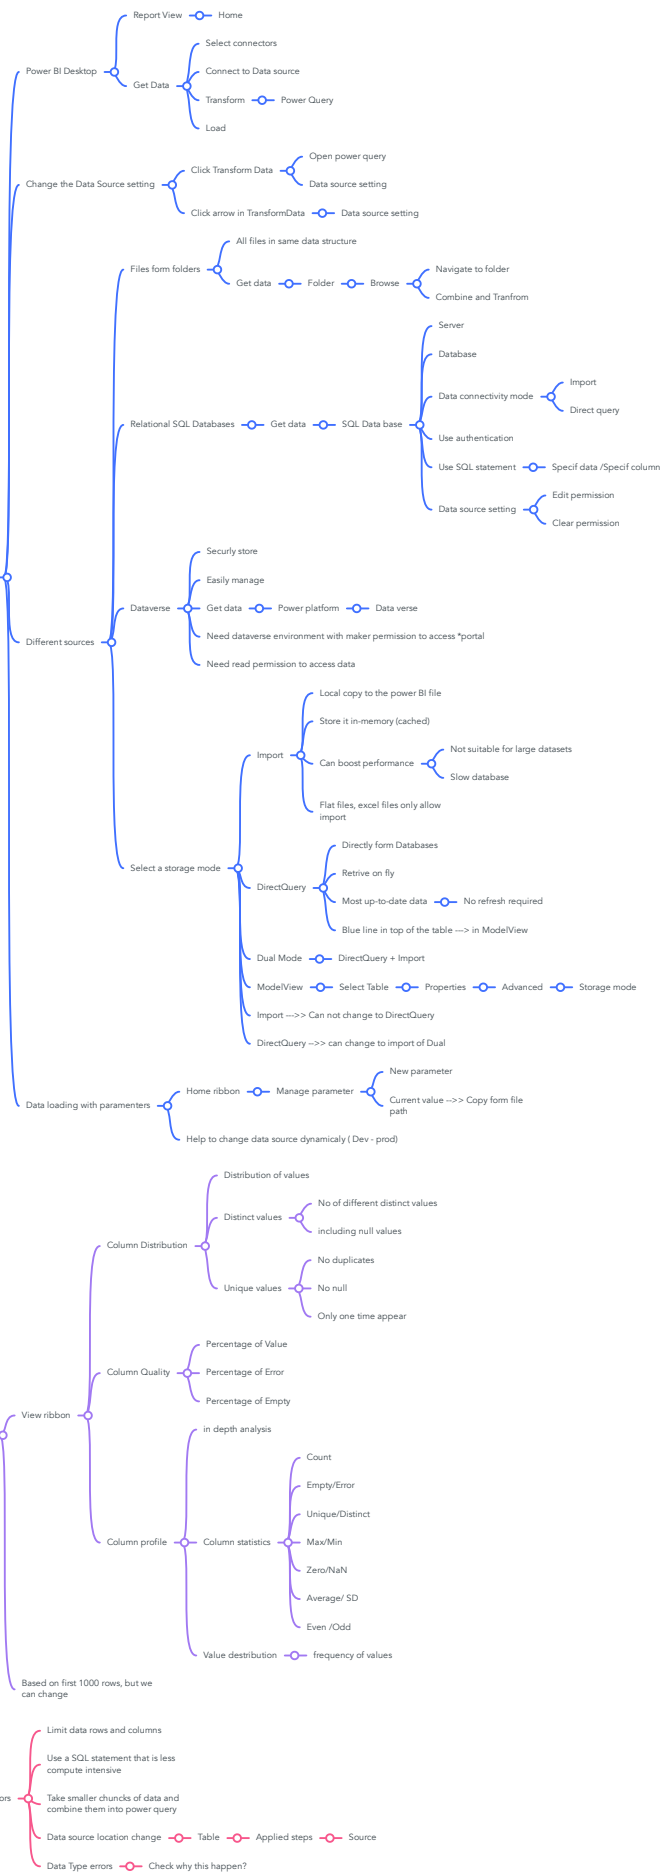 Report View
Home
Power BI Desktop
Get Data
Select connectors
Connect to Data source
Transform
Power Query
Load
Change the Data Source setting
Click Transform Data
Open power query
Data source setting
Click arrow in TransformData
Data source setting
Different sources
Files form folders
All files in same data structure
Get data
Folder
Browse
Navigate to folder
Combine and Tranfrom
Relational SQL Databases
Get data
SQL Data base
Server
Database
Data connectivity mode
Import
Direct query
Use authentication
Use SQL statement
Specif data /Specif column
Data source setting
Edit permission
Clear permission
Dataverse
Securly store
Easily manage
Get data
Power platform
Data verse
Need dataverse environment with maker permission to access *portal
Need read permission to access data
Select a storage mode
Import
Local copy to the power BI file
Store it in-memory (cached)
Can boost performance
Not suitable for large datasets
Slow database
Flat files, excel files only allow
import
DirectQuery
Directly form Databases
Retrive on fly
Most up-to-date data
No refresh required
Blue line in top of the table ---> in ModelView
Dual Mode
DirectQuery + Import
ModelView
Select Table
Properties
Advanced
Storage mode
Import --->> Can not change to DirectQuery
DirectQuery -->> can change to import of Dual
Data loading with paramenters
Home ribbon
Manage parameter
New parameter
Current value -->> Copy form file
path
Help to change data source dynamicaly ( Dev - prod)
View ribbon
Column Distribution
Distribution of values
Distinct values
No of different distinct values
including null values
Unique values
No duplicates
No null
Only one time appear
Column Quality
Percentage of Value
Percentage of Error
Percentage of Empty
Column profile
in depth analysis
Column statistics
Count
Empty/Error
Unique/Distinct
Max/Min
Zero/NaN
Average/ SD
Even /Odd
Value destribution
frequency of values
Based on first 1000 rows, but we
can change
ors
Limit data rows and columns
Use a SQL statement that is less
compute intensive
Take smaller chuncks of data and
combine them into power query
Data source location change
Table
Applied steps
Source
Data Type errors
Check why this happen?